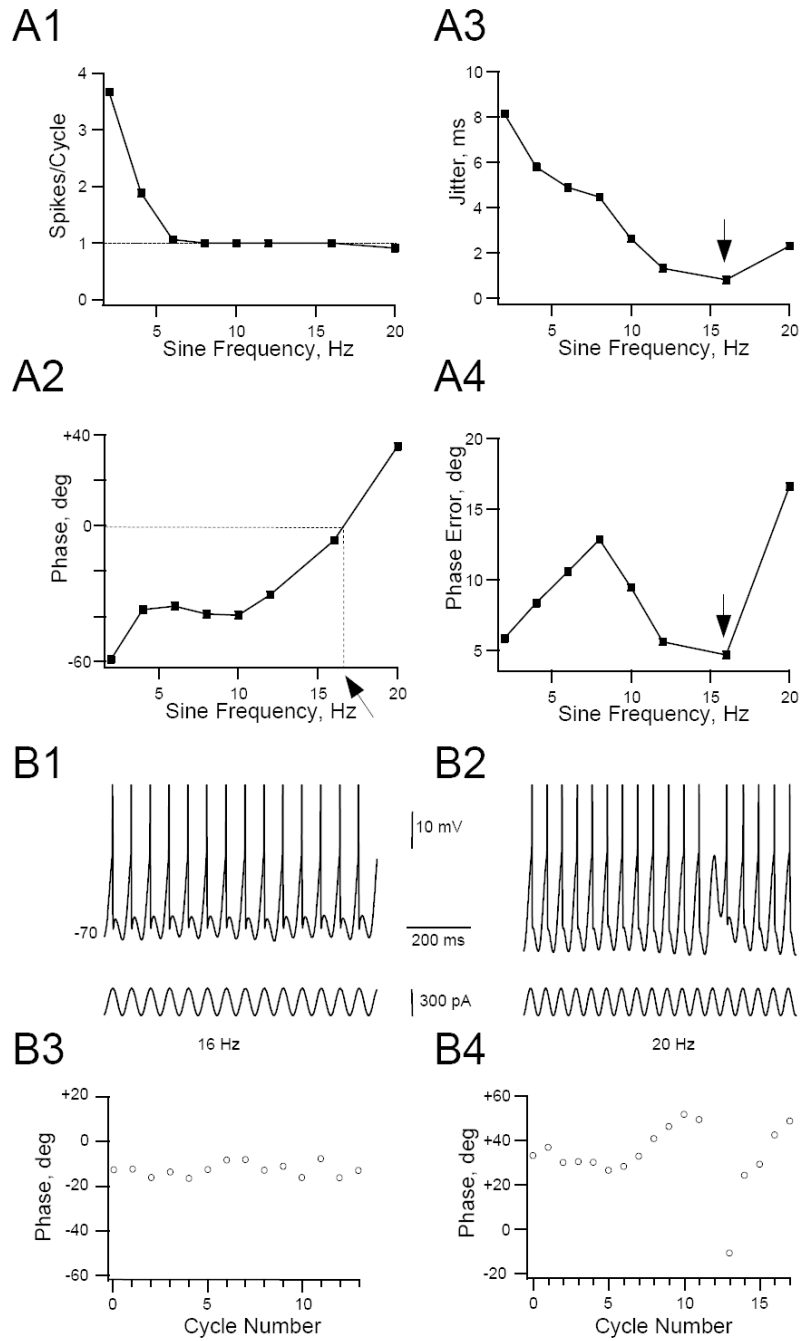 A1
4
3
2
1
0
Spikes/Cycle
5
10
15
20
Sine Frequency, Hz
A3
10
8
6
4
2
0
Jitter, ms
5
10
15
20
Sine Frequency, Hz
A2
+40
0
-60
Phase, deg
5
10
15
20
Sine Frequency, Hz
A4
20
15
10
5
Phase Error, deg
5
10
15
20
Sine Frequency, Hz
B1
-70
10 mV
200 ms
300 pA
16 Hz
B2
20 Hz
B3
+20
0
-20
-40
-60
Phase, deg
0
5
10
Cycle Number
B4
+60
+40
+20
0
-20
Phase, deg
0
5
10
15
Cycle Number